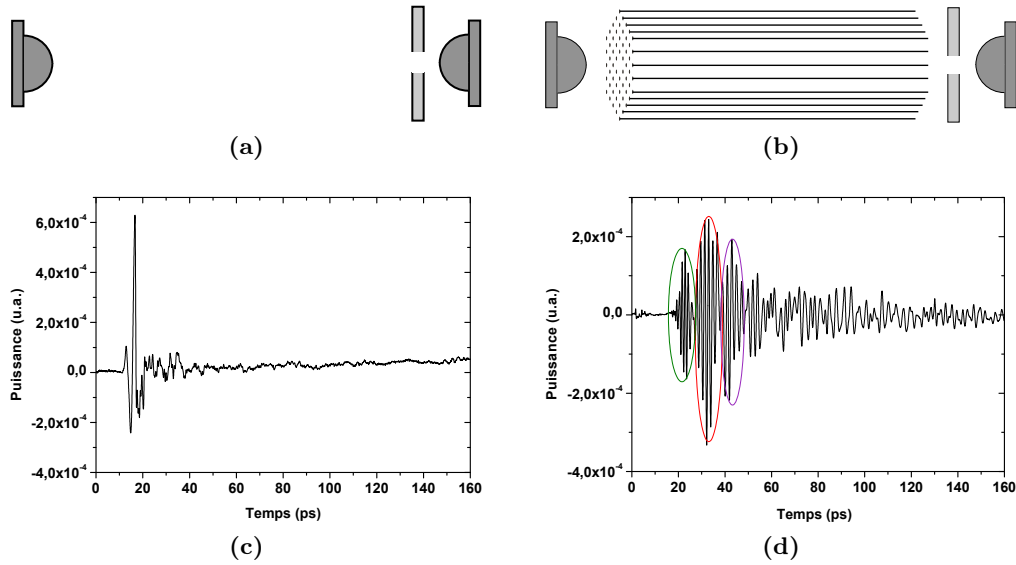 (a)
(b)
Puissance (u.a.)
6,0x10⁻⁴
4,0x10⁻⁴
2,0x10⁻⁴
0,0
-2,0x10⁻⁴
-4,0x10⁻⁴
0 20 40 60 80 100 120 140 160
Temps (ps)
(c)
Puissance (u.a.)
2,0x10⁻⁴
0,0
-2,0x10⁻⁴
-4,0x10⁻⁴
0 20 40 60 80 100 120 140 160
Temps (ps)
(d)